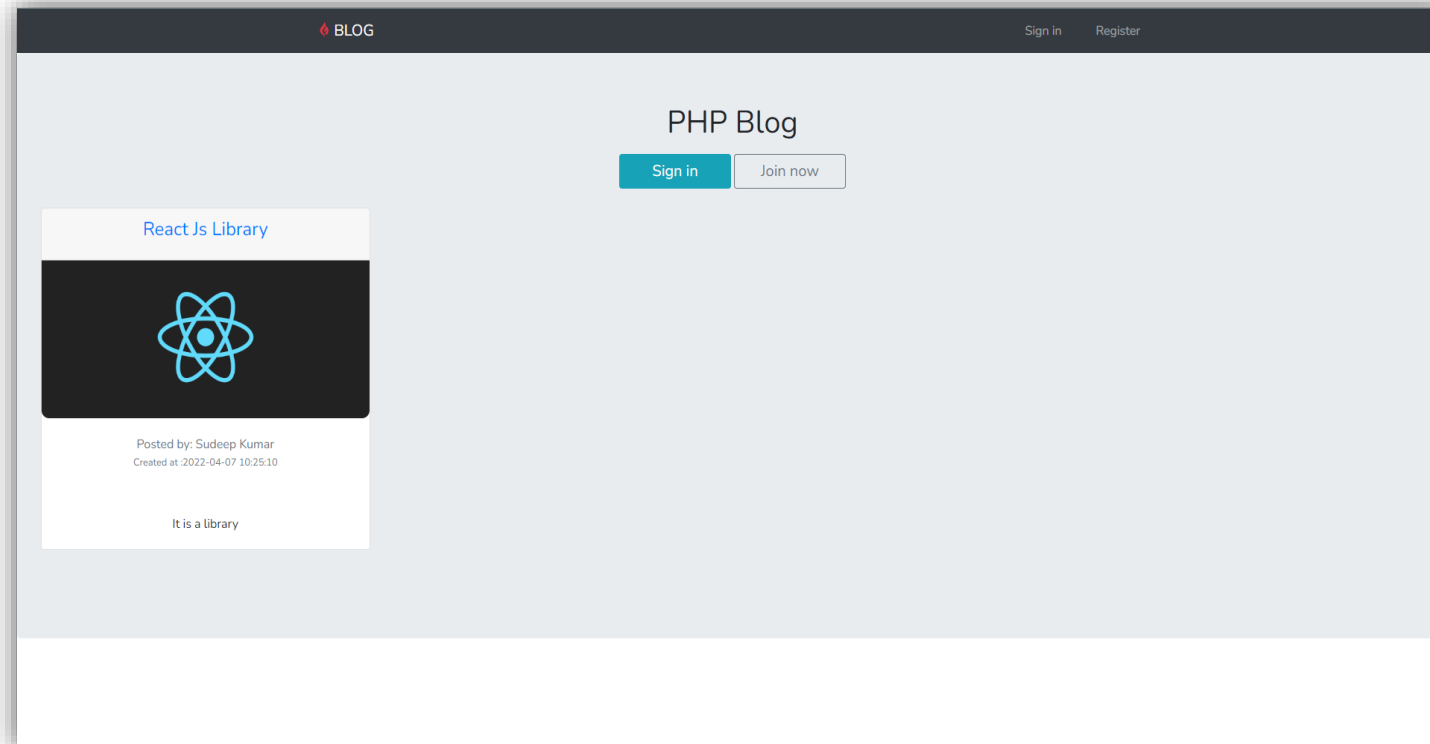 BLOG
Sign in
Register
PHP Blog
Sign in
Join now
React Js Library
Posted by: Sudeep Kumar
Created at :2022-04-07 10:25:10
It is a library